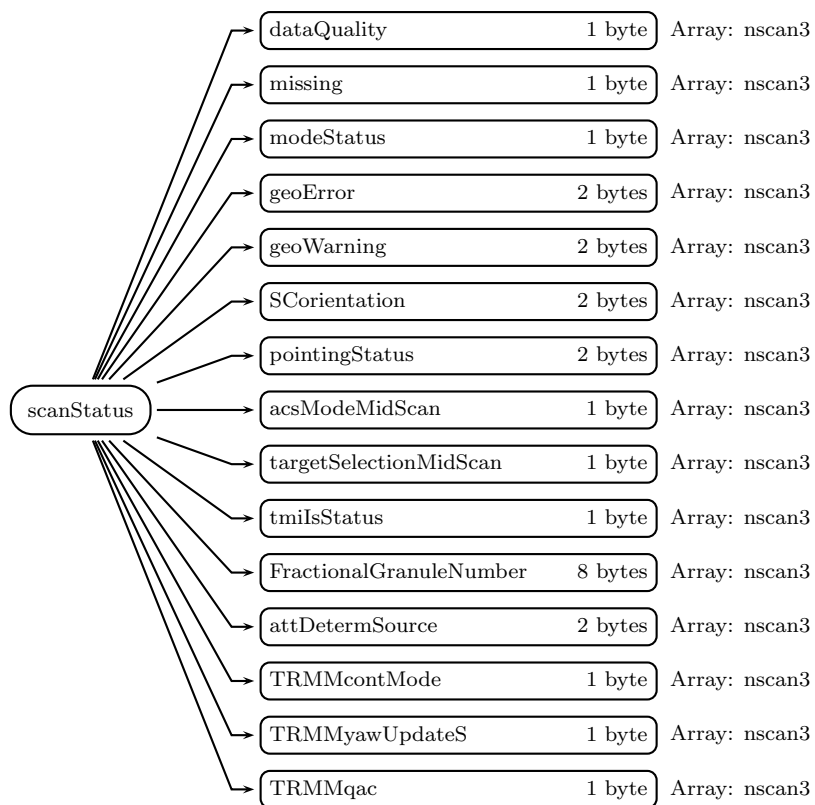 dataQuality 1 byte Array: nscan3
missing 1 byte Array: nscan3
modeStatus 1 byte Array: nscan3
geoError 2 bytes Array: nscan3
geoWarning 2 bytes Array: nscan3
SCorientation 2 bytes Array: nscan3
pointingStatus 2 bytes Array: nscan3
scanStatus acsModeMidScan 1 byte Array: nscan3
targetSelectionMidScan 1 byte Array: nscan3
tmiIsStatus 1 byte Array: nscan3
FractionalGranuleNumber 8 bytes Array: nscan3
attDetermSource 2 bytes Array: nscan3
TRMMcontMode 1 byte Array: nscan3
TRMMyawUpdateS 1 byte Array: nscan3
TRMMqac 1 byte Array: nscan3